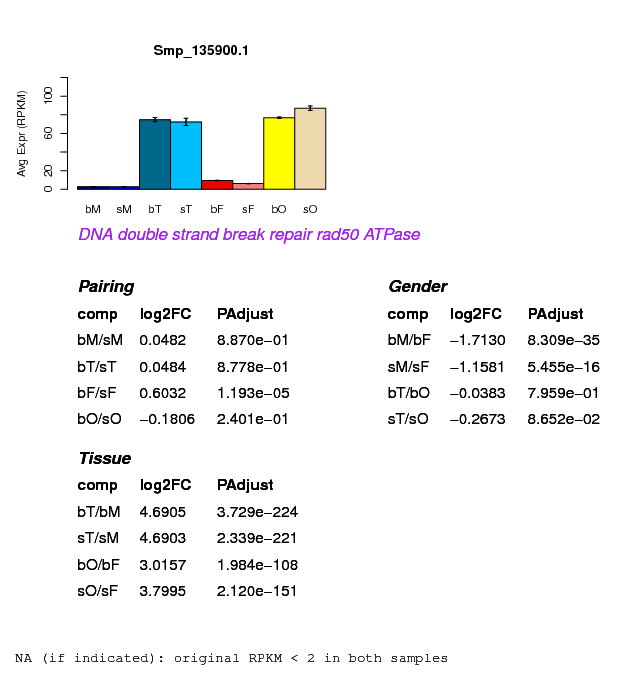 Smp_135900.1
Avg Expr (RPKM)
100
60
20
0
bM sM bT sT bF sF bO sO
DNA double strand break repair rad50 ATPase
Pairing
comp log2FC PAdjust
bM/sM 0.0482 8.870e−01
bT/sT 0.0484 8.778e−01
bF/sF 0.6032 1.193e−05
bO/sO −0.1806 2.401e−01
Gender
comp log2FC PAdjust
bM/bF −1.7130 8.309e−35
sM/sF −1.1581 5.455e−16
bT/bO −0.0383 7.959e−01
sT/sO −0.2673 8.652e−02
Tissue
comp log2FC PAdjust
bT/bM 4.6905 3.729e−224
sT/sM 4.6903 2.339e−221
bO/bF 3.0157 1.984e−108
sO/sF 3.7995 2.120e−151
NA (if indicated): original RPKM < 2 in both samples